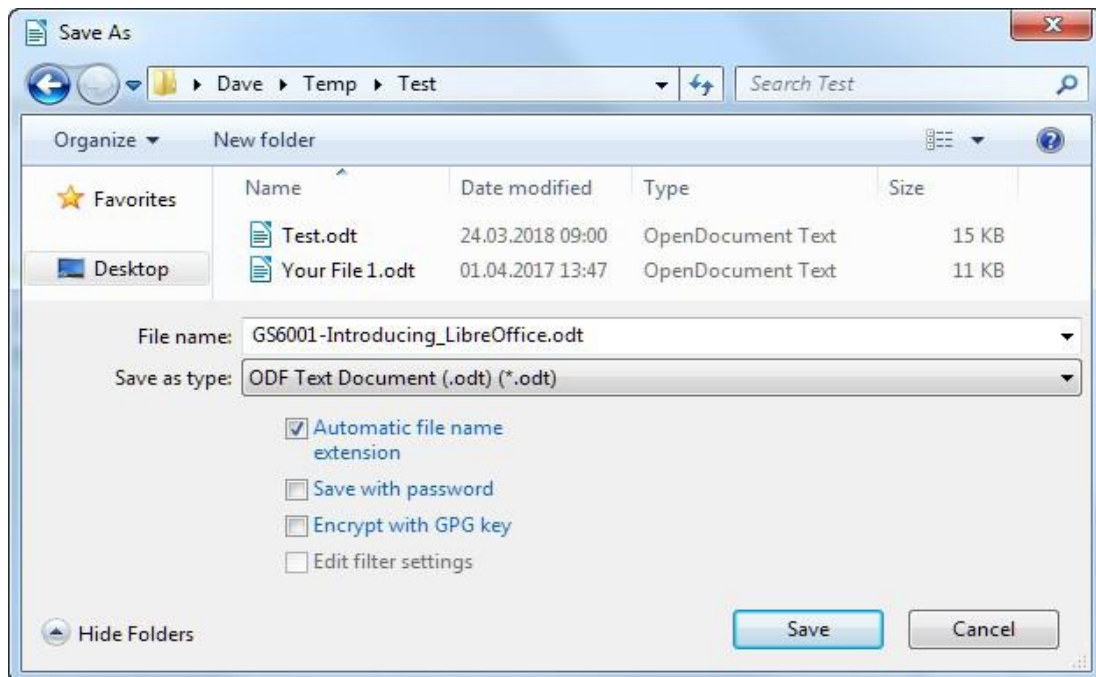 Save As
Dave Temp Test Search Test
Organize New folder
Name Date modified Type Size
Favorites
Test.odt 24.03.2018 09:00 OpenDocument Text 15 KB
Desktop Your File 1.odt 01.04.2017 13:47 OpenDocument Text 11 KB
File name: GS6001-Introducing_LibreOffice.odt
Save as type: ODF Text Document (.odt) (*.odt)
Automatic file name
extension
Save with password
Encrypt with GPG key
Edit filter settings
Hide Folders Save Cancel